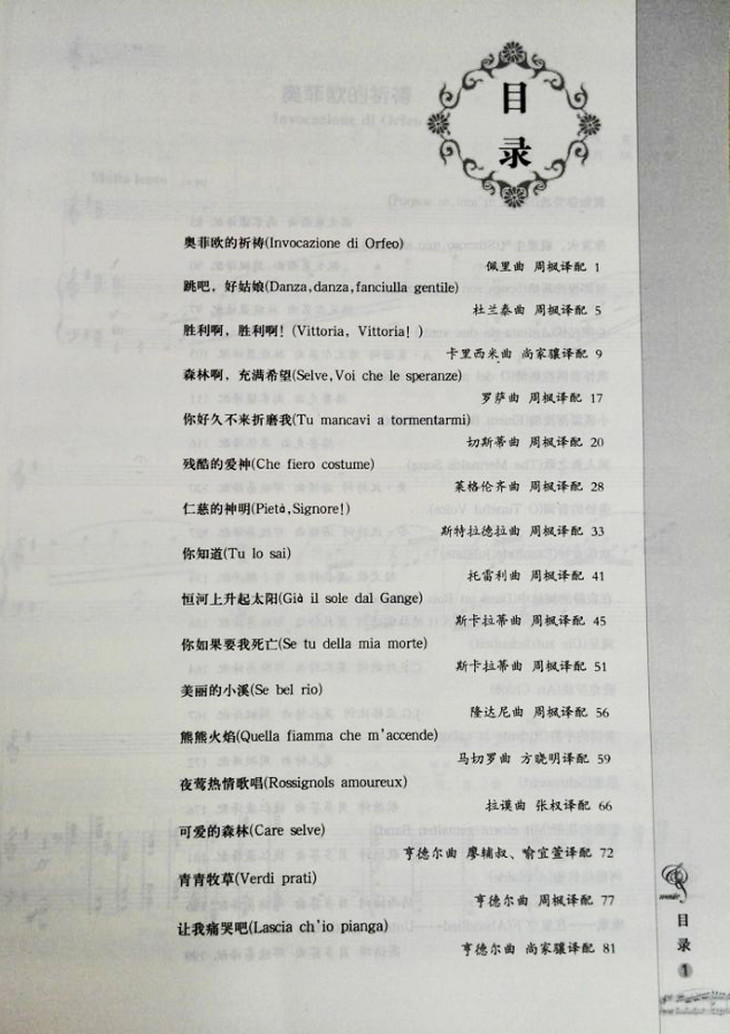 目
录
奥菲欧的祈祷(Invocazione di Orfeo)
佩里曲 周枫译配 1
跳吧，好姑娘(Danza,danza,fanciulla gentile)
杜兰泰曲 周枫译配 5
胜利啊，胜利啊！(Vittoria, Vittoria！)
卡里西米曲 尚家骧译配 9
森林啊，充满希望(Selve,Voi che le speranze)
罗萨曲 周枫译配 17
你好久不来折磨我(Tu mancavi a tormentarmi)
切斯蒂曲 周枫译配 20
残酷的爱神(Che fiero costume)
莱格伦齐曲 周枫译配 28
仁慈的神明(Pietà,Signore!)
斯特拉德拉曲 周枫译配 33
你知道(Tu lo sai)
托雷利曲 周枫译配 41
恒河上升起太阳(Già il sole dal Gange)
斯卡拉蒂曲 周枫译配 45
你如果要我死亡(Se tu della mia morte)
斯卡拉蒂曲 周枫译配 51
美丽的小溪(Se bel rio)
隆达尼曲 周枫译配 56
熊熊火焰(Quella fiamma che m'accende)
马切罗曲 方晓明译配 59
夜莺热情歌唱(Rossignols amoureux)
拉谟曲 张权译配 66
可爱的森林(Care selve)
亨德尔曲 廖辅叔、喻宜萱译配 72
青青牧草(Verdi prati)
亨德尔曲 周枫译配 77
让我痛哭吧(Lascia ch'io pianga)
亨德尔曲 尚家骧译配 81
目
录
1